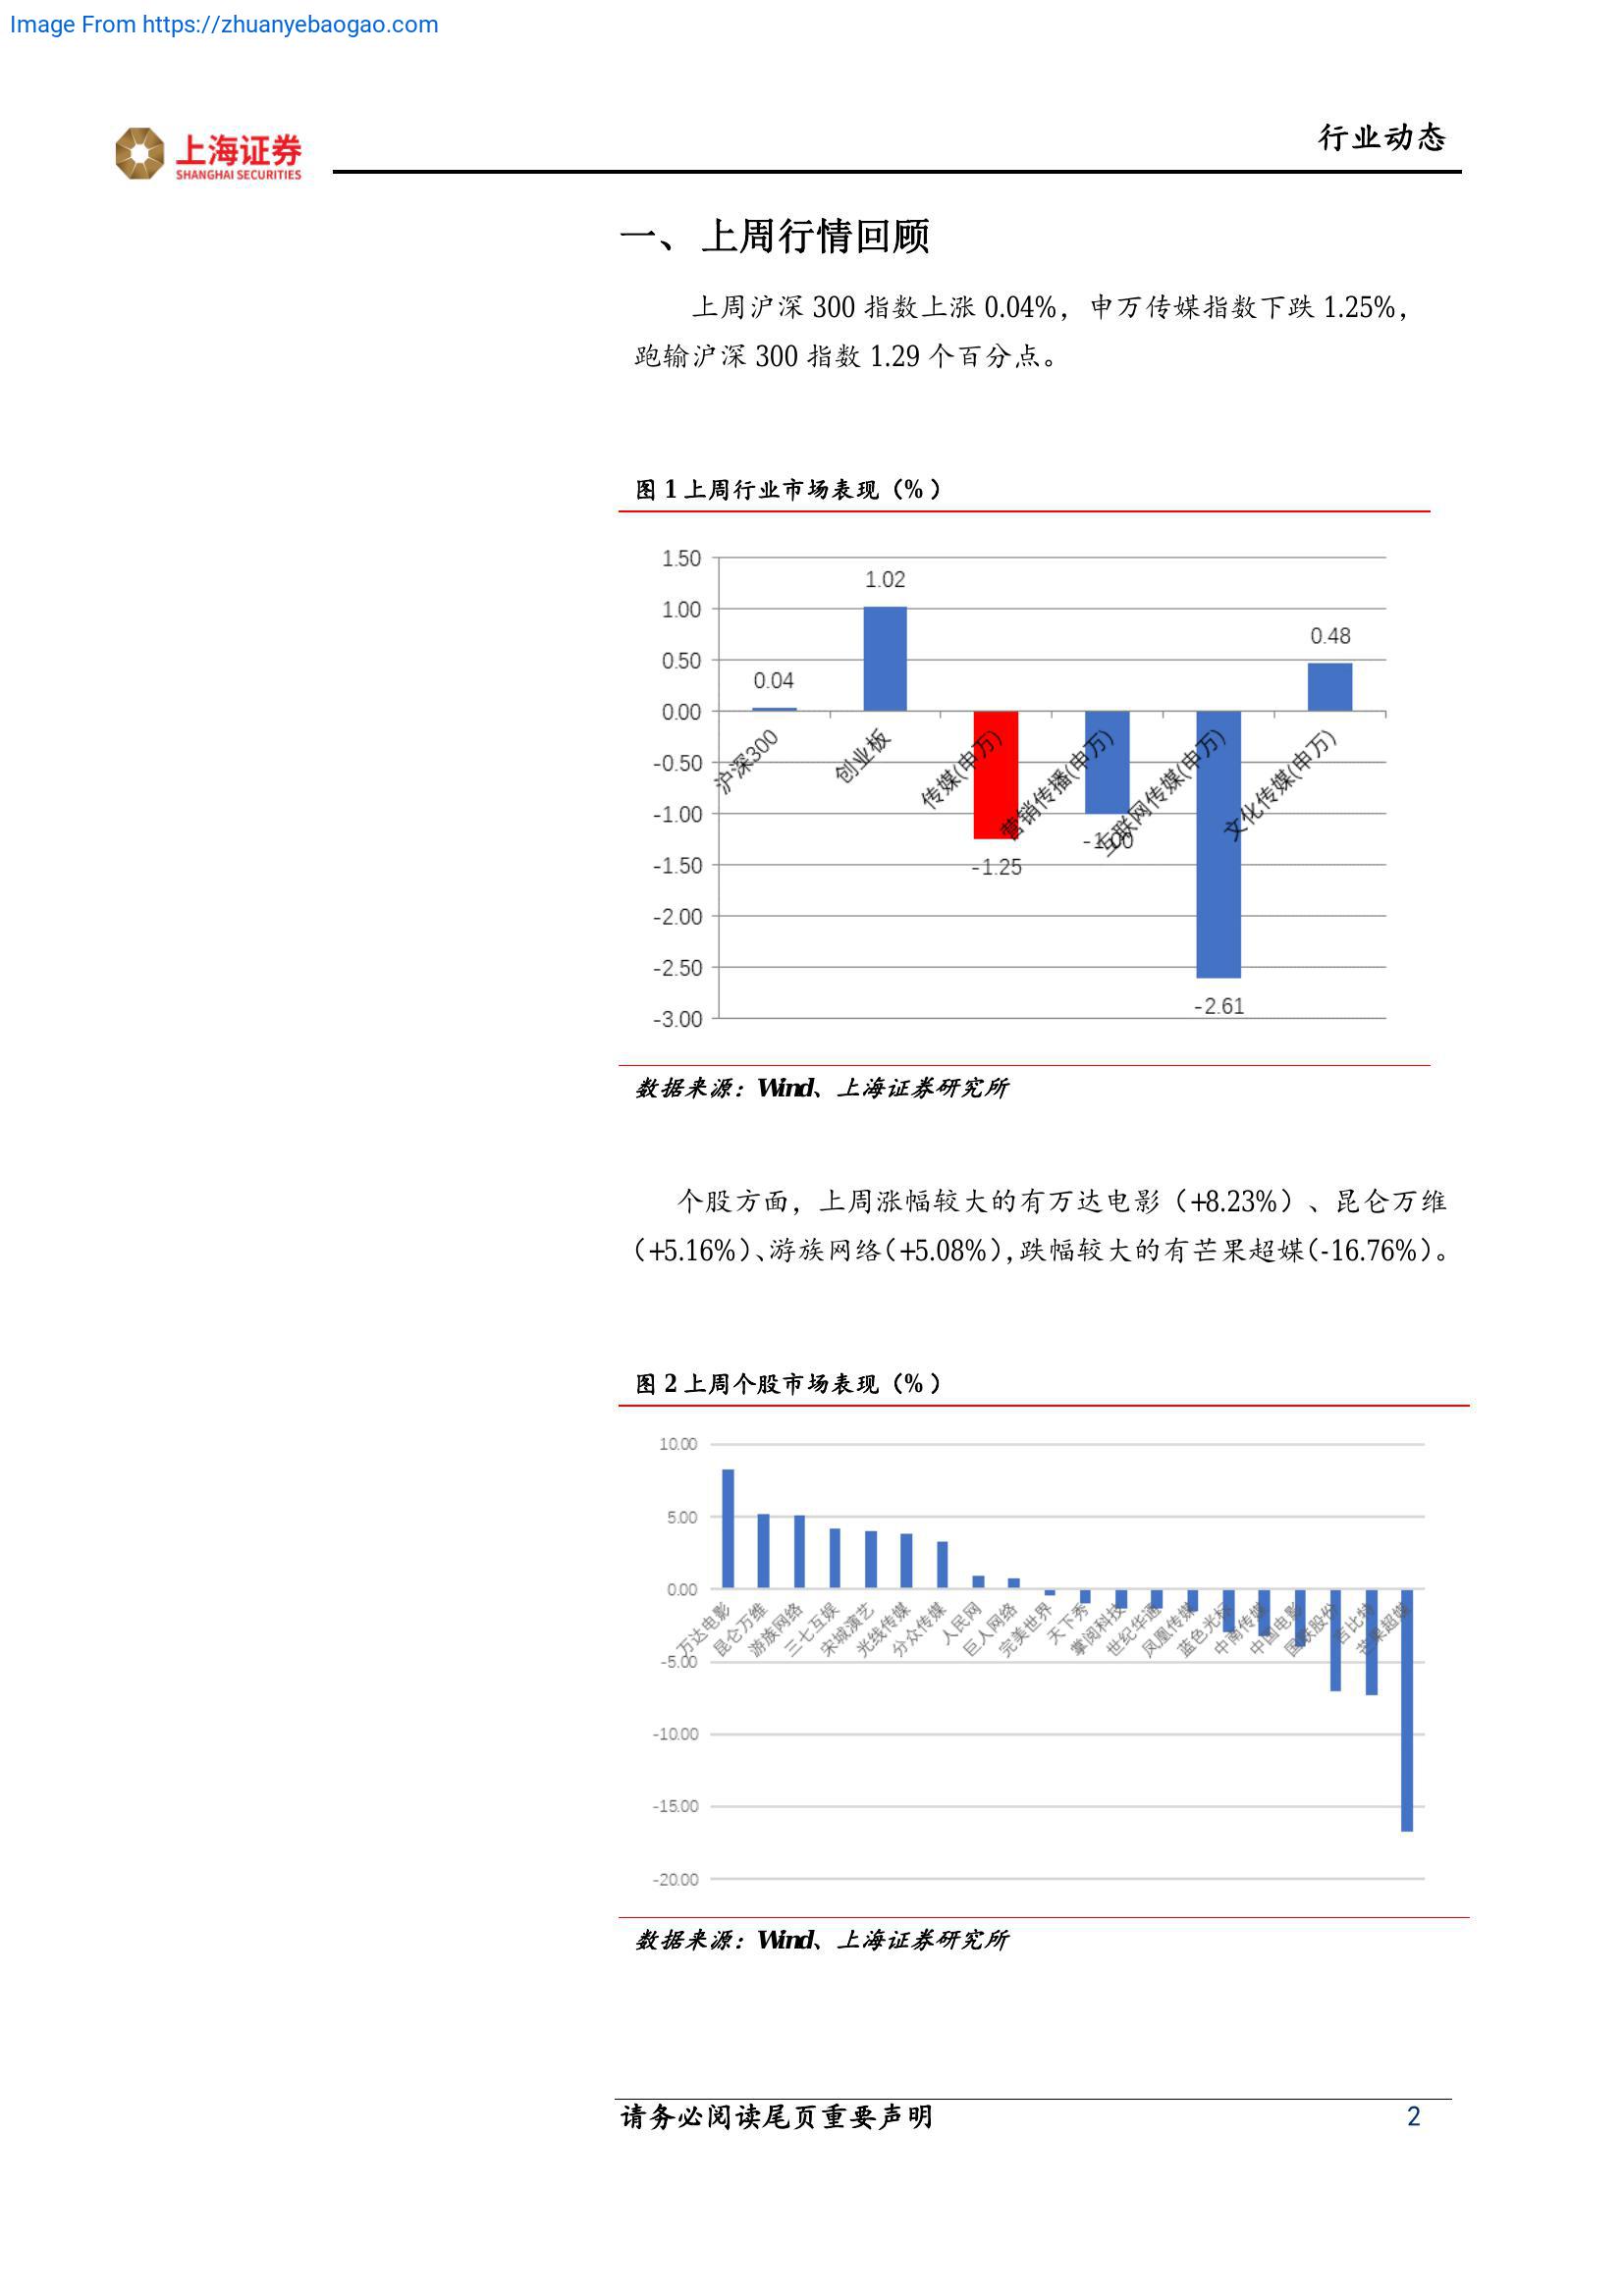 Image From https://zhuanyebaogao.com
上海证券
SHANGHAI SECURITIES
行业动态
一、 上周行情回顾
上周沪深 300 指数上涨 0.04%，申万传媒指数下跌 1.25%，
跑输沪深 300 指数 1.29 个百分点。
图 1 上周行业市场表现（%）
1.50
1.00
0.50
0.00
-0.50
-1.00
-1.50
-2.00
-2.50
-3.00
0.04
1.02
-1.25
-1.00
-2.61
0.48
沪深300
创业板
传媒(申万)
营销传播(申万)
互联网传媒(申万)
文化传媒(申万)
数据来源：Wind、上海证券研究所
个股方面，上周涨幅较大的有万达电影（+8.23%）、昆仑万维
（+5.16%）、游族网络（+5.08%），跌幅较大的有芒果超媒（-16.76%）。
图 2 上周个股市场表现（%）
10.00
5.00
0.00
-5.00
-10.00
-15.00
-20.00
万达电影
昆仑万维
游族网络
三七互娱
宋城演艺
光线传媒
分众传媒
人民网
巨人网络
完美世界
天下秀
掌阅科技
世纪华通
凤凰传媒
蓝色光标
中南传媒
中国电影
国联股份
吉比特
芒果超媒
数据来源：Wind、上海证券研究所
请务必阅读尾页重要声明
2